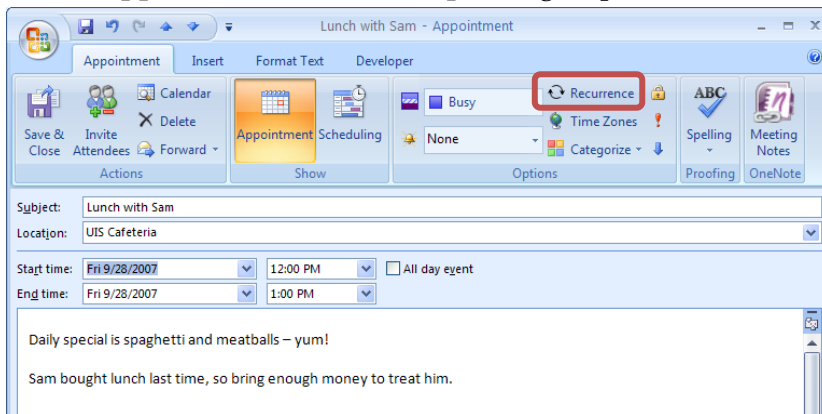 Lunch with Sam - Appointment
Appointment Insert Format Text Developer
Save & Close
Invite Attendees
Calendar
Delete
Forward
Actions
Appointment
Scheduling
Show
Busy
None
Recurrence
Time Zones
Categorize
Options
ABC
Spelling
Proofing
Meeting Notes
OneNote
Subject: Lunch with Sam
Location: UIS Cafeteria
Start time: Fri 9/28/2007 12:00 PM All day event
End time: Fri 9/28/2007 1:00 PM
Daily special is spaghetti and meatballs – yum!
Sam bought lunch last time, so bring enough money to treat him.